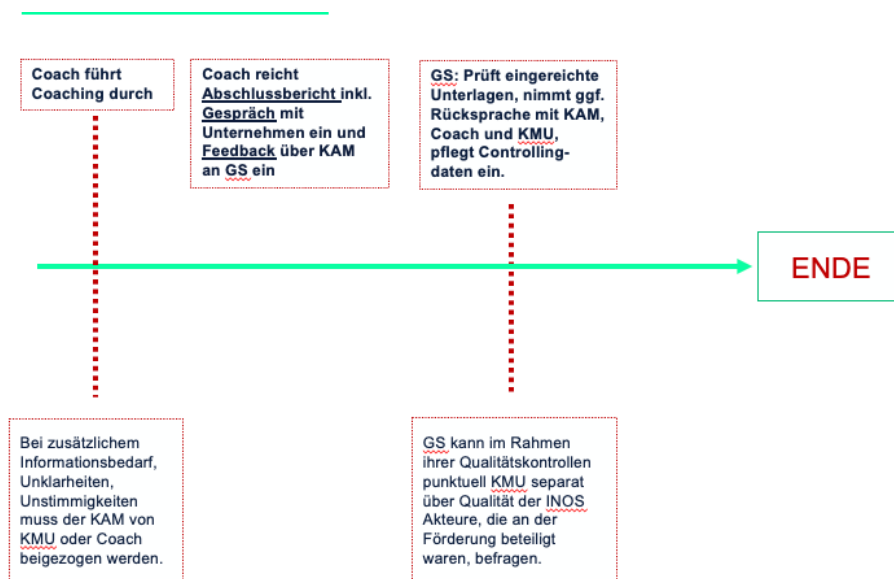 Coach führt
Coaching durch
Coach reicht
Abschlussbericht inkl.
Gespräch mit
Unternehmen ein und
Feedback über KAM
an GS ein
GS: Prüft eingereichte
Unterlagen, nimmt ggf.
Rücksprache mit KAM,
Coach und KMU,
pflegt Controlling-
daten ein.
ENDE
Bei zusätzlichem
Informationsbedarf,
Unklarheiten,
Unstimmigkeiten
muss der KAM von
KMU oder Coach
beigezogen werden.
GS kann im Rahmen
ihrer Qualitätskontrollen
punktuell KMU separat
über Qualität der INOS
Akteure, die an der
Förderung beteiligt
waren, befragen.